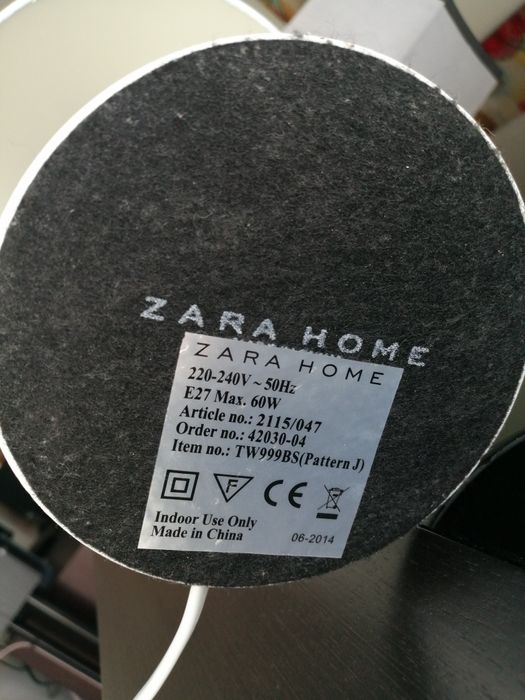 ZARA HOME
ZARA HOME
220-240V ~ 50Hz
E27 Max. 60W
Article no.: 2115/047
Order no.: 42030-04
Item no.: TW999BS(Pattern J)
F CE
Indoor Use Only
Made in China
06-2014